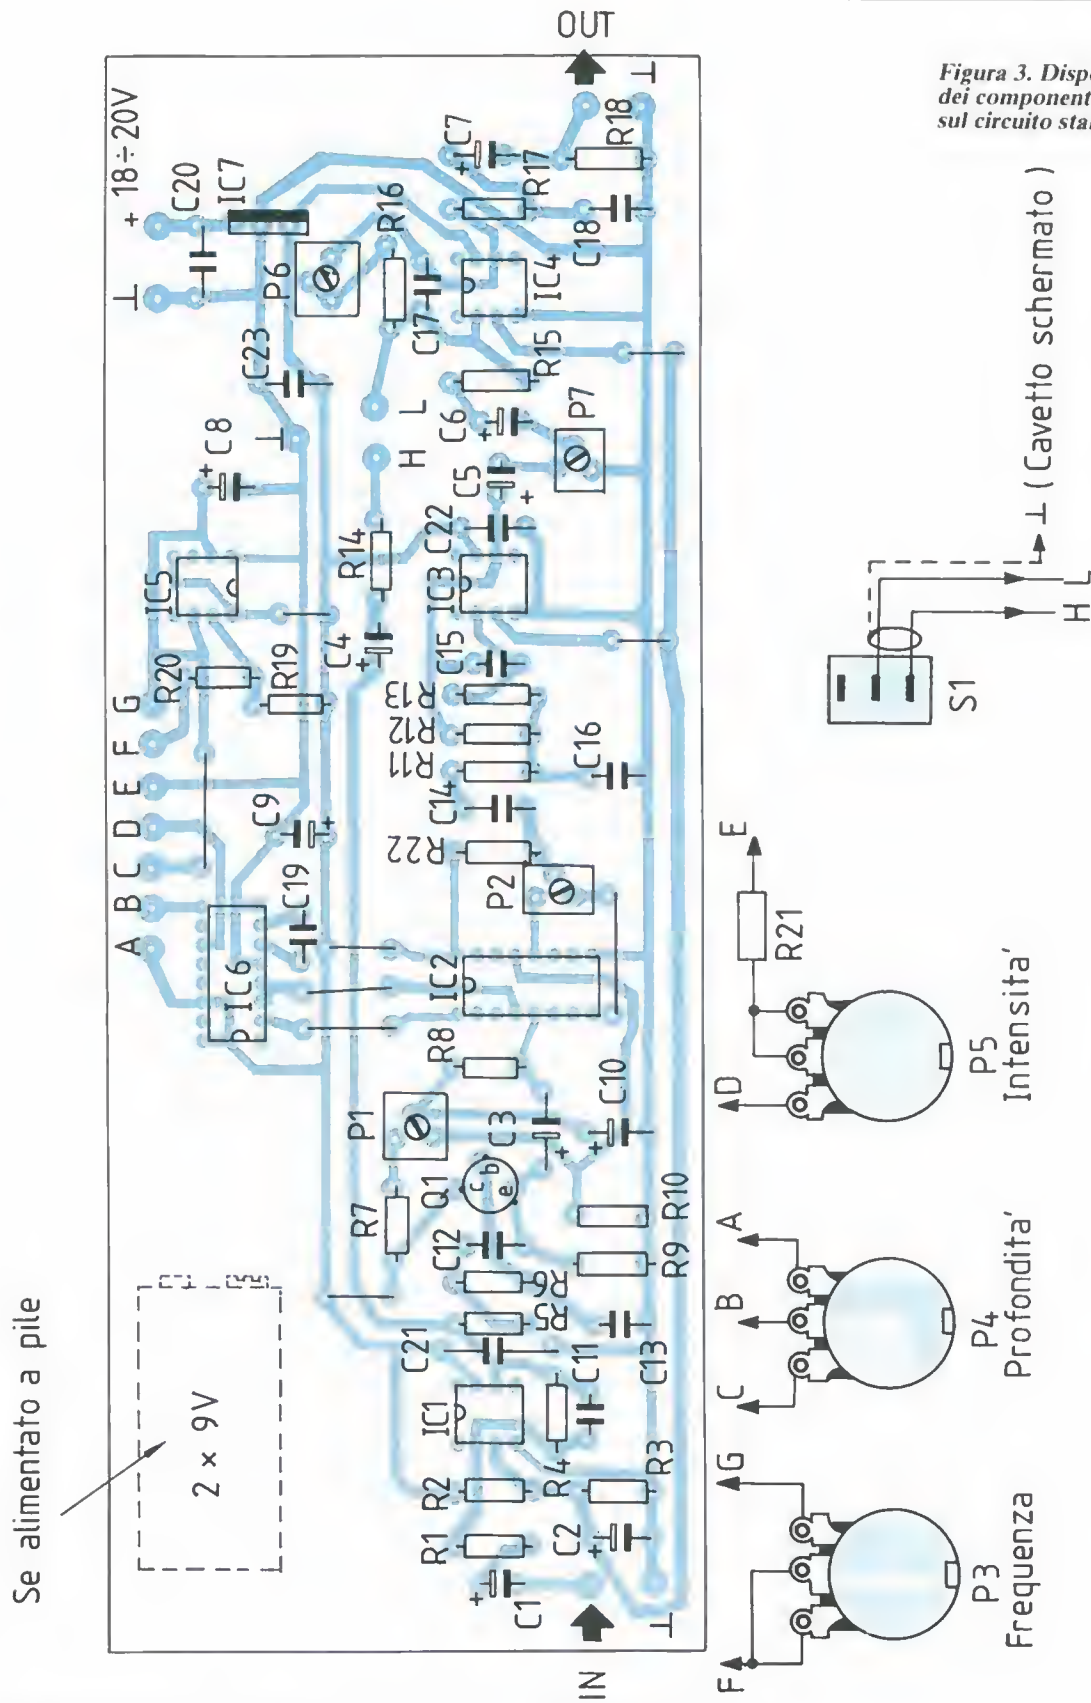 Figura 3.
dei component
sul circuito
OUT
⊥
+ 18÷20V
⊥
C20
IC7
C7
R18
R17
R16
P6
C18
IC4
C17
C23
R15
C8
⊥
L
H
C6
P7
C5
IC5
R14
C22
IC3
R20
R19
C4
C15
G
F
E
D
C
B
A
R13
R12
R11
C16
C9
C14
R22
C19
P2
P IC6
IC2
R8
P1
C3
C10
Q1
c
b
e
R7
R10
R9
C12
R6
R5
C21
C11
C13
IC1
R4
R3
R2
R1
C2
C1
IN
⊥
Se alimentato a pile
2 × 9V
⊥ (Cavetto schermato)
L
H
S1
E
R21
D
P5
Intensita'
A
B
C
P4
Profondita'
G
F
P3
Frequenza